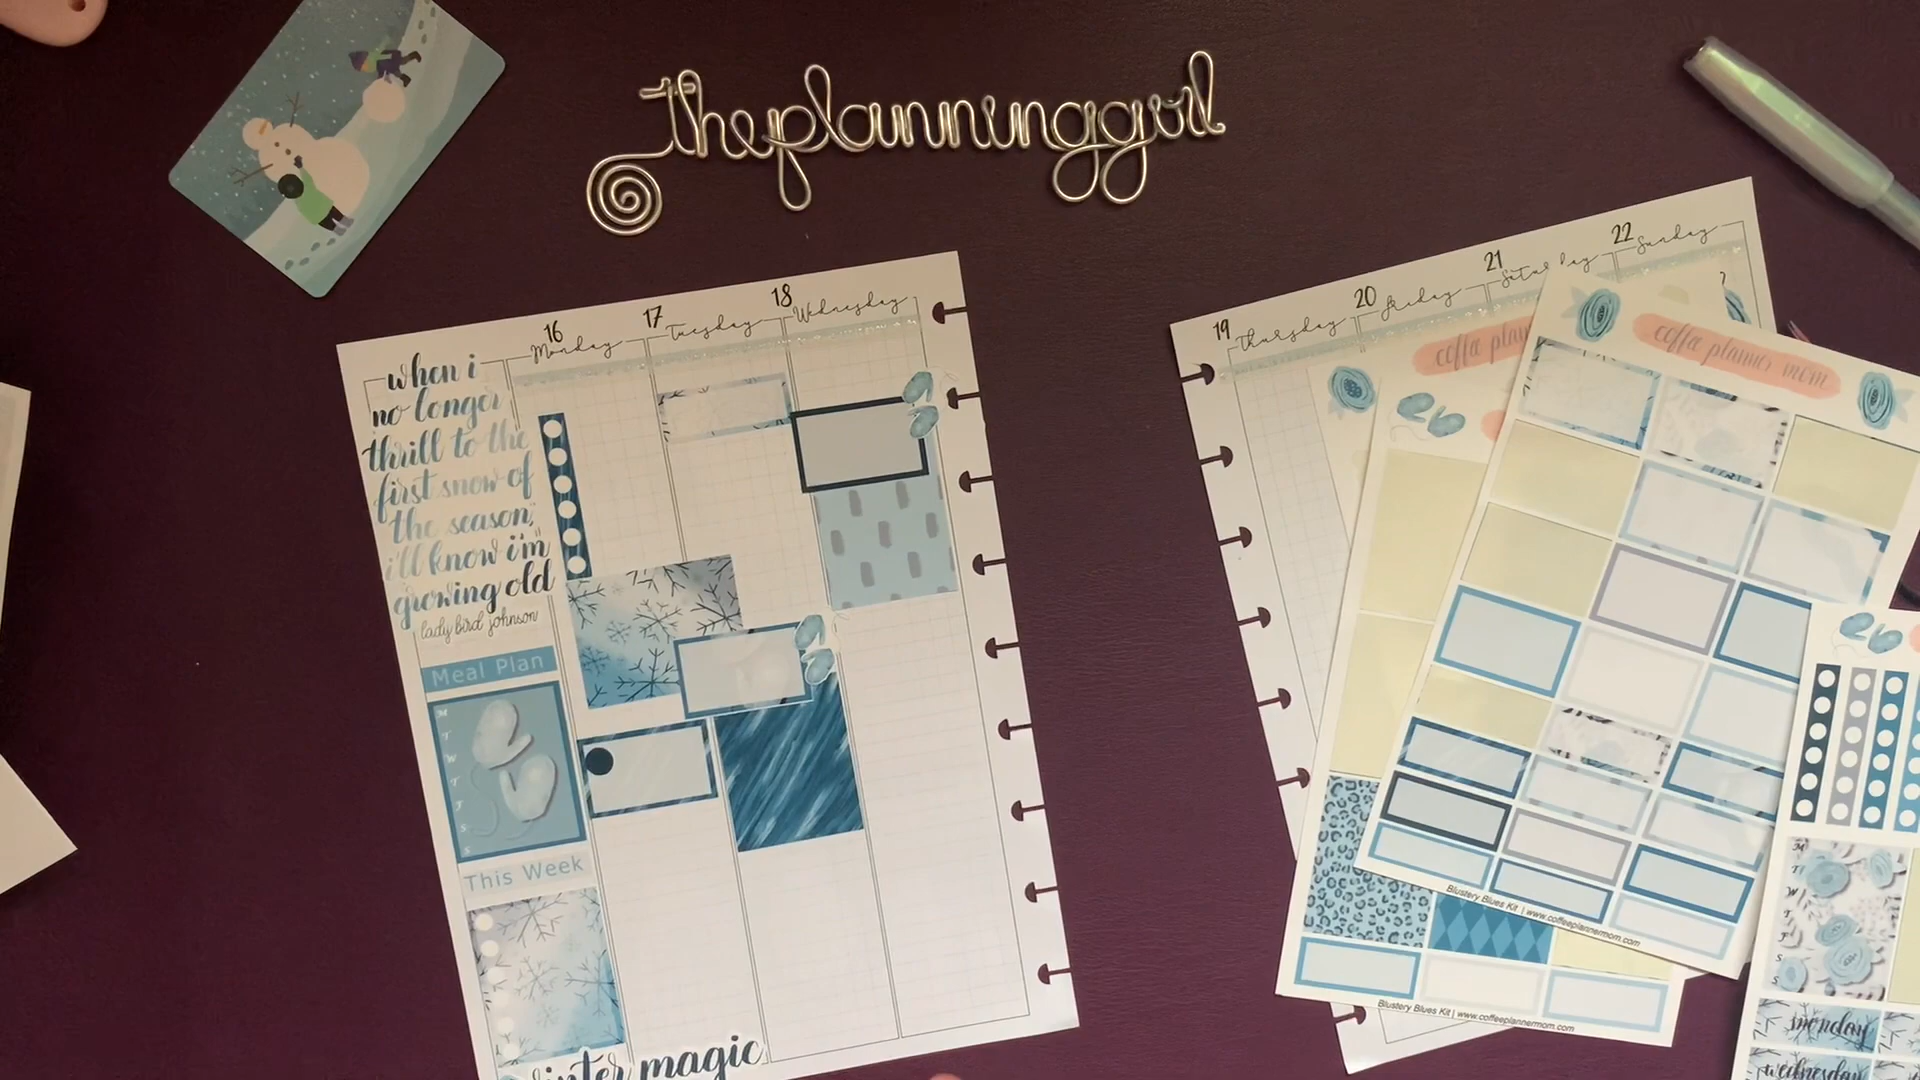 theplanninggirl
16 Monday
17 Tuesday
18 Wednesday
when i
no longer
thrill to the
first snow of
the season,
i'll know i'm
growing old
lady bird johnson
Meal Plan
M
T
W
T
F
S
S
This Week
winter magic
19 Thursday
20 Friday
21 Saturday
22 Sunday
coffee plan
coffee planner mom
Blustery Blues Kit | www.coffeeplannermom.com
Blustery Blues Kit | www.coffeeplannermom.com
M
T
W
T
F
S
S
monday
wednesday